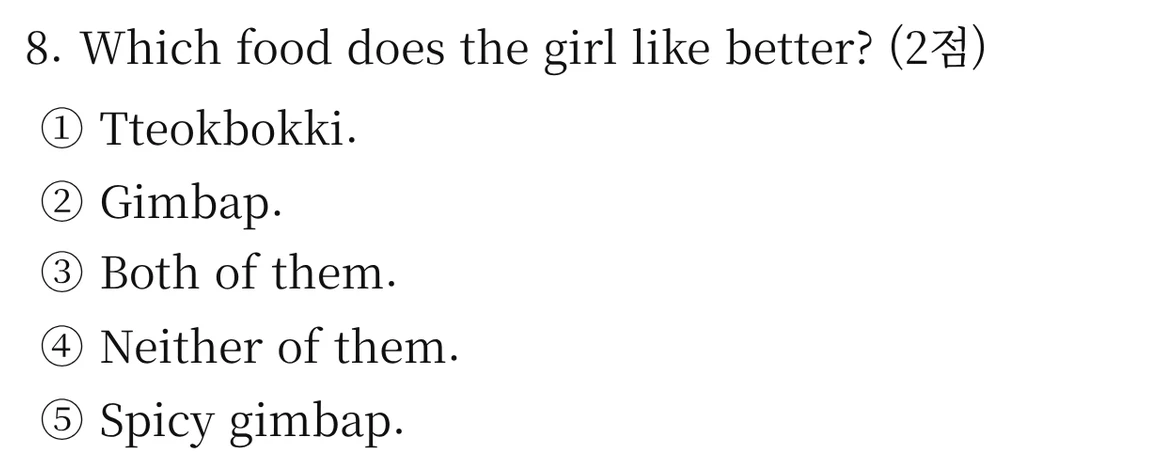 8. Which food does the girl like better? (2점)
① Tteokbokki.
② Gimbap.
③ Both of them.
④ Neither of them.
⑤ Spicy gimbap.